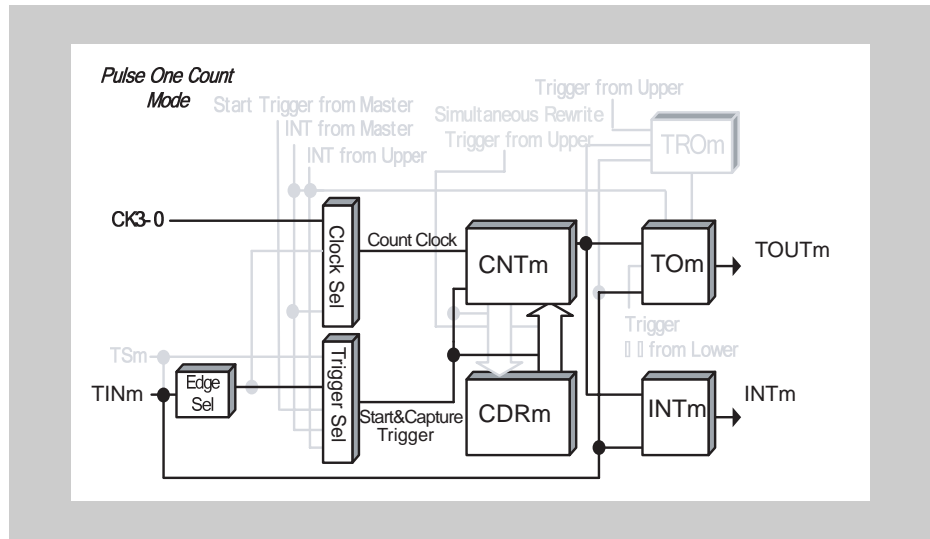 Pulse One Count
Mode
Trigger from Upper
Start Trigger from Master
Simultaneous Rewrite
INT from Master
Trigger from Upper
INT from Upper
TROm
CK3-0
Clock Sel
Count Clock
CNTm
TOm
TOUTm
Trigger
from Lower
TSm
TINm
Edge
Sel
Trigger Sel
Start&Capture
Trigger
CDRm
INTm
INTm